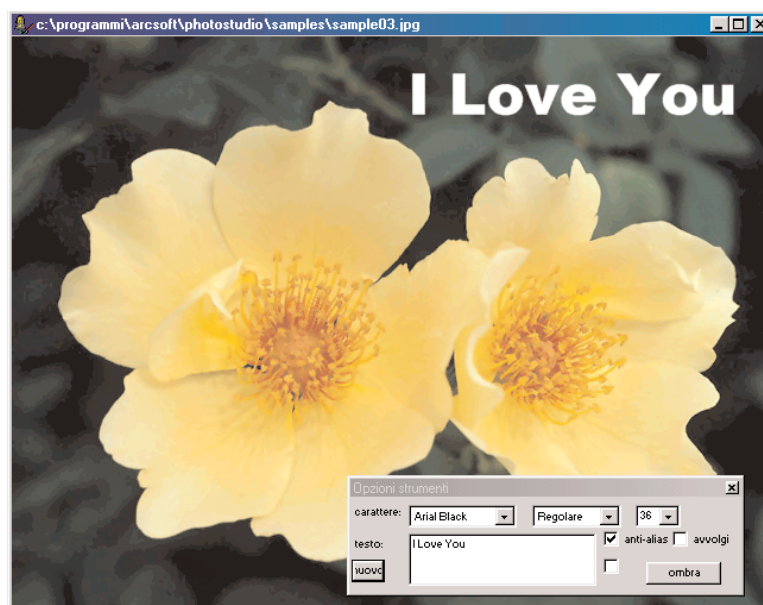 c:\programmi\arcsoft\photostudio\samples\sample03.jpg
I Love You
Opzioni strumenti
carattere: Arial Black Regolare 36
testo: I Love You anti-alias avvolgi
ombra